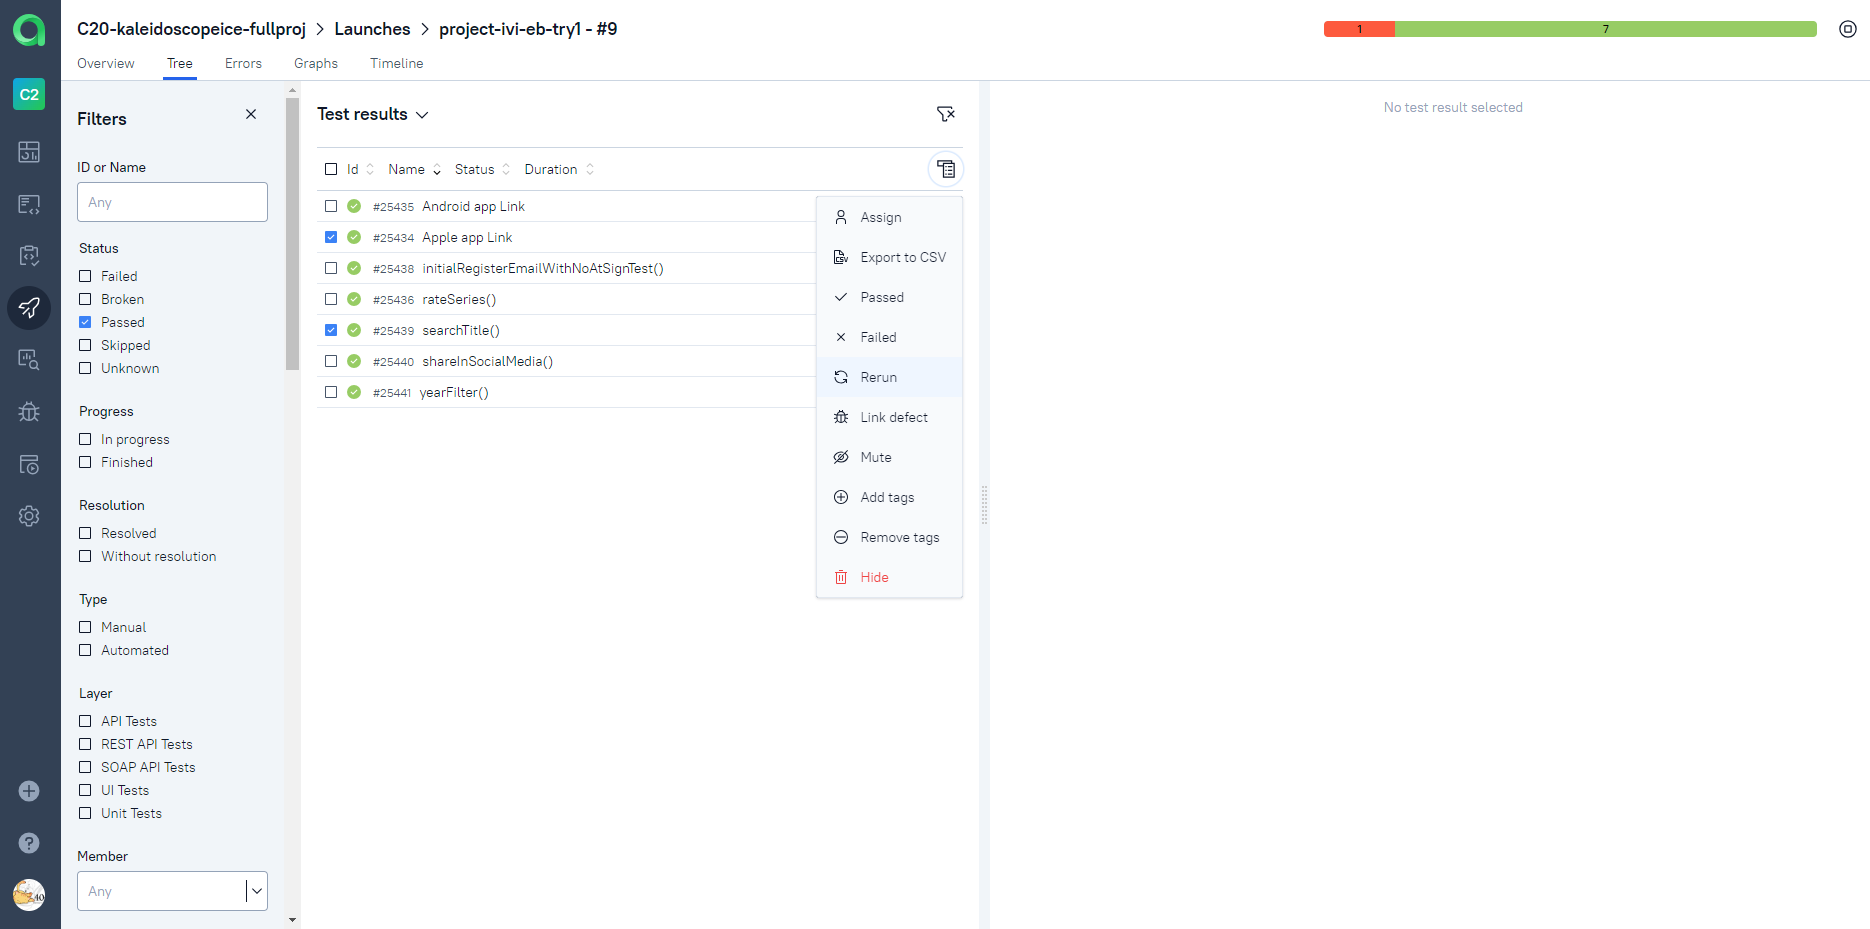 C20-kaleidoscopeice-fullproj > Launches > project-ivi-eb-try1 - #9
1
7
Overview Tree Errors Graphs Timeline
C2
Filters
ID or Name
Any
Status
Failed
Broken
Passed
Skipped
Unknown
Progress
In progress
Finished
Resolution
Resolved
Without resolution
Type
Manual
Automated
Layer
API Tests
REST API Tests
SOAP API Tests
UI Tests
Unit Tests
Member
Any
Test results
Id Name Status Duration
#25435 Android app Link
#25434 Apple app Link
#25438 initialRegisterEmailWithNoAtSignTest()
#25436 rateSeries()
#25439 searchTitle()
#25440 shareInSocialMedia()
#25441 yearFilter()
Assign
Export to CSV
Passed
Failed
Rerun
Link defect
Mute
Add tags
Remove tags
Hide
No test result selected